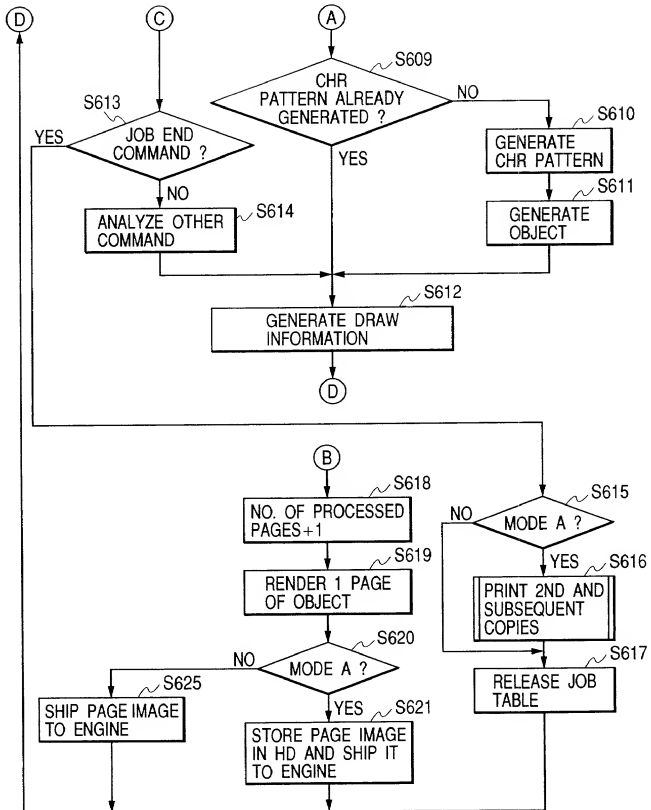 D
C
A
S609
CHR
PATTERN ALREADY
GENERATED ?
NO
YES
S613
YES
JOB END
COMMAND ?
NO
S610
GENERATE
CHR PATTERN
S611
GENERATE
OBJECT
S614
ANALYZE OTHER
COMMAND
S612
GENERATE DRAW
INFORMATION
D
B
S618
NO. OF PROCESSED
PAGES+1
S615
NO
MODE A ?
YES
S619
RENDER 1 PAGE
OF OBJECT
S616
PRINT 2ND AND
SUBSEQUENT
COPIES
S620
NO
MODE A ?
YES
S617
RELEASE JOB
TABLE
S625
SHIP PAGE IMAGE
TO ENGINE
S621
STORE PAGE IMAGE
IN HD AND SHIP IT
TO ENGINE